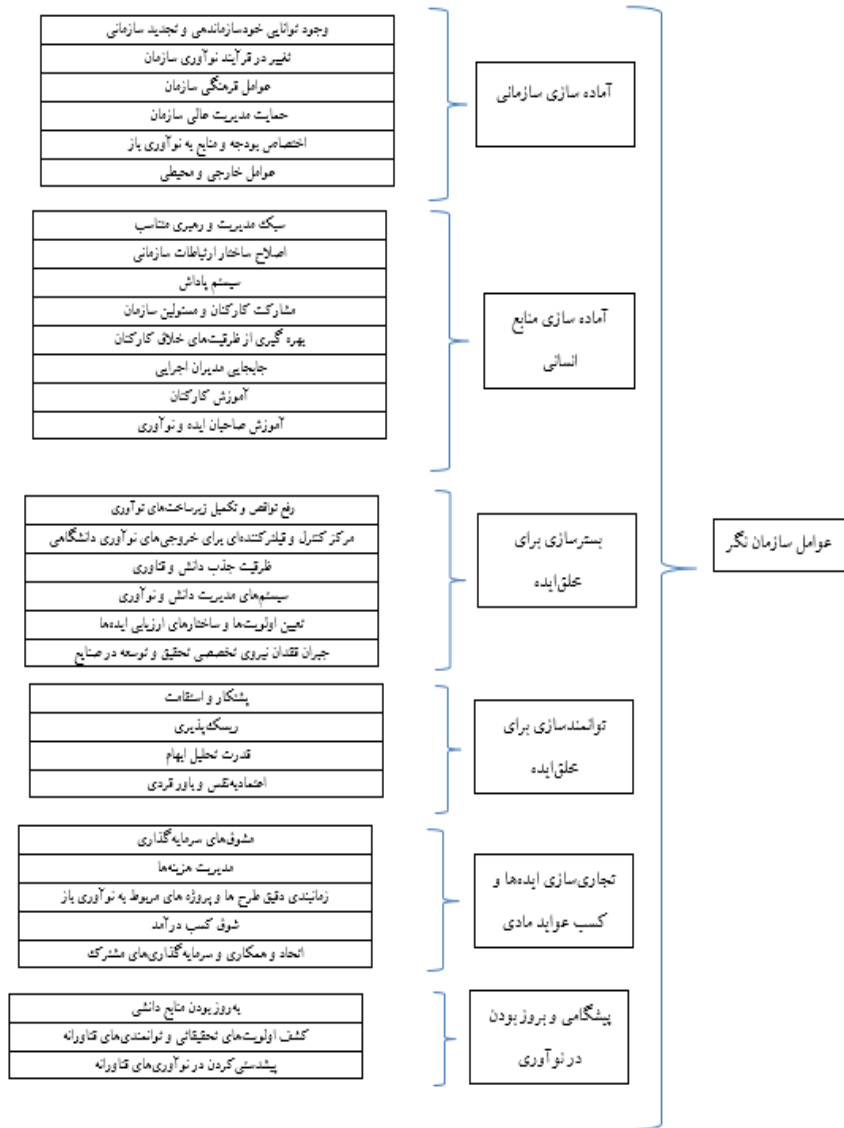 عوامل سازمان نگر
آماده سازی سازمانی
وجود توانایی خودسازماندهی و تجدید سازمانی
تغییر در فرآیند نوآوری سازمان
عوامل فرهنگی سازمان
حمایت مدیریت عالی سازمان
اختصاص بودجه و منابع به نوآوری باز
عوامل خارجی و محیطی
آماده سازی منابع
انسانی
سبک مدیریت و رهبری متناسب
اصلاح ساختار ارتباطات سازمانی
سیستم پاداش
مشارکت کارکنان و مسئولین سازمان
بهره گیری از ظرفیت‌های خلاق کارکنان
جابجایی مدیران اجرایی
آموزش کارکنان
آموزش صاحبان ایده و نوآوری
بسترسازی برای
خلق‌ایده
رفع نواقص و تکمیل زیرساخت‌های نوآوری
مرکز کنترل و فیلترکننده‌ای برای خروجی‌های نوآوری دانشگاهی
ظرفیت جذب دانش و فناوری
سیستم‌های مدیریت دانش و نوآوری
تعیین اولویت‌ها و ساختارهای ارزیابی ایده‌ها
جبران فقدان نیروی تخصصی تحقیق و توسعه در صنایع
توانمندسازی برای
خلق‌ایده
پشتکار و استقامت
ریسک‌پذیری
قدرت تحلیل ابهام
اعتمادبه‌نفس و باور فردی
تجاری‌سازی ایده‌ها و
کسب عواید مادی
مشوق‌های سرمایه‌گذاری
مدیریت هزینه‌ها
زمانبندی دقیق طرح ها و پروژه های مربوط به نوآوری باز
شوق کسب درآمد
اتحاد و همکاری و سرمایه‌گذاری‌های مشترک
پیشگامی و بروز بودن
در نوآوری
به‌روز بودن منابع دانشی
کشف اولویت‌های تحقیقاتی و توانمندی‌های فناورانه
پیشدستی‌کردن در نوآوری‌های فناورانه